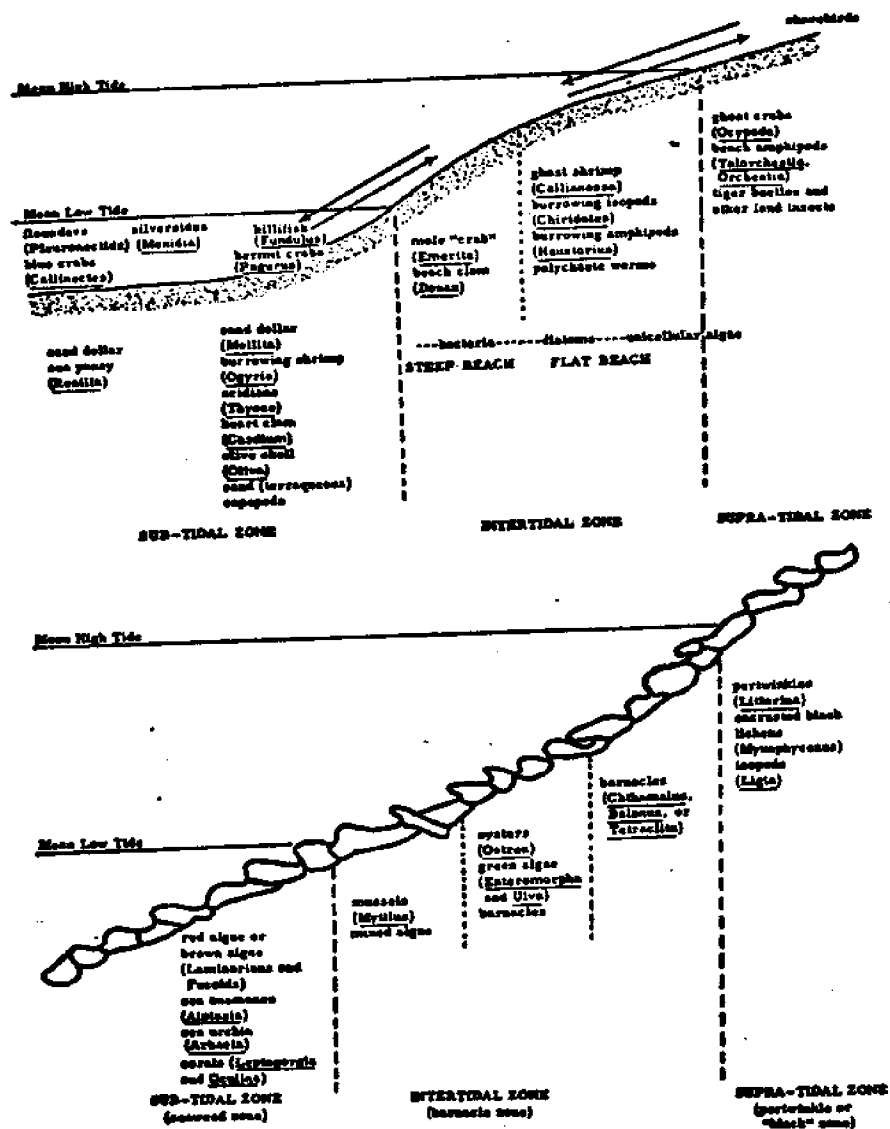 shorebirds
Mean High Tide
ghost crabs
(Ocypode)
beach amphipods
(Talorchestia,
Orchestia)
tiger beetles and
other land insects
ghost shrimp
(Callianassa)
burrowing isopods
(Chiridotea)
burrowing amphipods
(Haustorius)
polychaete worms
Mean Low Tide
flounders
(Pleuronectids)
blue crabs
(Callinectes)
silversides
(Menidia)
killifish
(Fundulus)
hermit crabs
(Pagurus)
mole "crab"
(Emerita)
beach clam
(Donax)
---bacteria------diatoms----unicellular algae
STEEP BEACH FLAT BEACH
sand dollar
sea pansy
(Renilla)
sand dollar
(Mellita)
burrowing shrimp
(Ogyris)
(Thyone)
heart clam
(Cardium)
olive shell
(Oliva)
sand
copepods
SUB-TIDAL ZONE INTERTIDAL ZONE SUPRA-TIDAL ZONE
Mean High Tide
periwinkles
(Littorina)
encrusted black
lichens
isopods
(Ligia)
barnacles
(Chthamalus,
Balanus, or
Tetraclita)
Mean Low Tide
oysters
(Ostrea)
green algae
(Enteromorpha
and Ulva)
barnacles
mussels
(Mytilus)
mixed algae
red algae or
brown algae
(Laminarians and
Fucoids)
sea anemones
(Aiptasia)
sea urchin
(Arbacia)
corals (Leptogorgia
and Oculina)
SUB-TIDAL ZONE
(seaweed zone)
INTERTIDAL ZONE
(barnacle zone)
SUPRA-TIDAL ZONE
(periwinkle or
"black" zone)